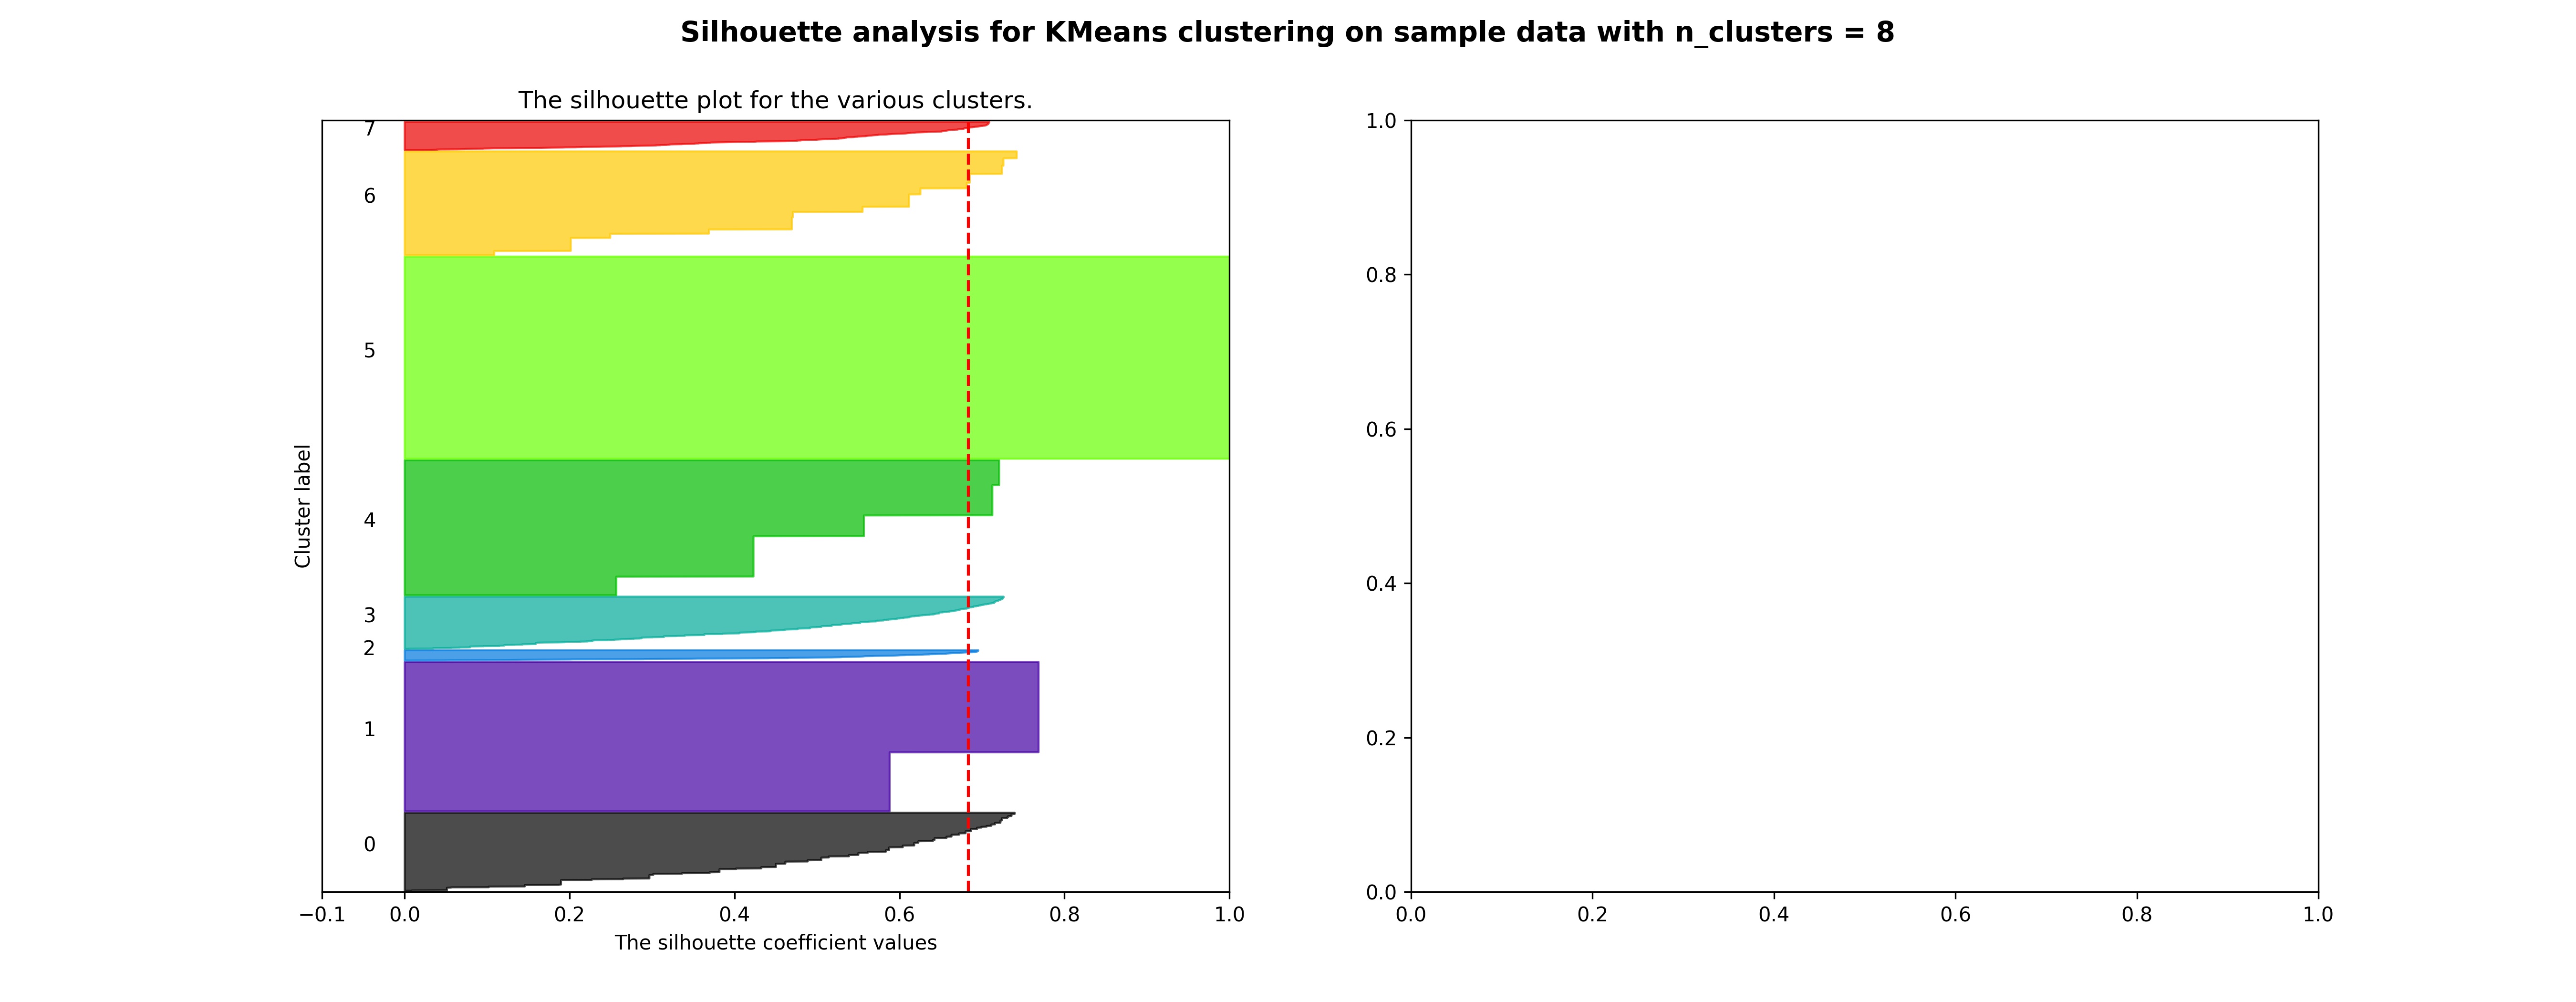 Silhouette analysis for KMeans clustering on sample data with n_clusters = 8
The silhouette plot for the various clusters.
7
6
5
4
3
2
1
0
Cluster label
−0.1 0.0 0.2 0.4 0.6 0.8 1.0
The silhouette coefficient values
1.0
0.8
0.6
0.4
0.2
0.0
0.0 0.2 0.4 0.6 0.8 1.0